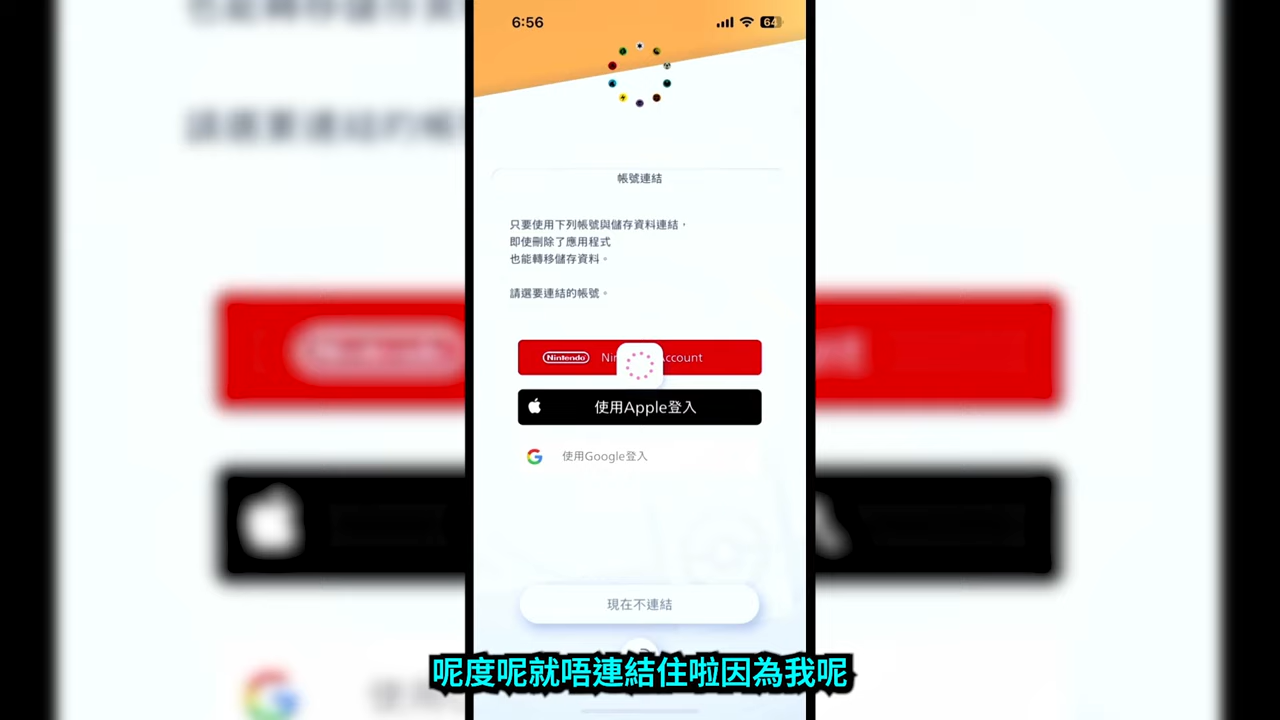 6:56
64
帳號連結
只要使用下列帳號與儲存資料連結，
即使刪除了應用程式
也能轉移儲存資料。
請選要連結的帳號。
Nintendo Nin ccount
使用Apple登入
使用Google登入
現在不連結
呢度呢就唔連結住啦因為我呢